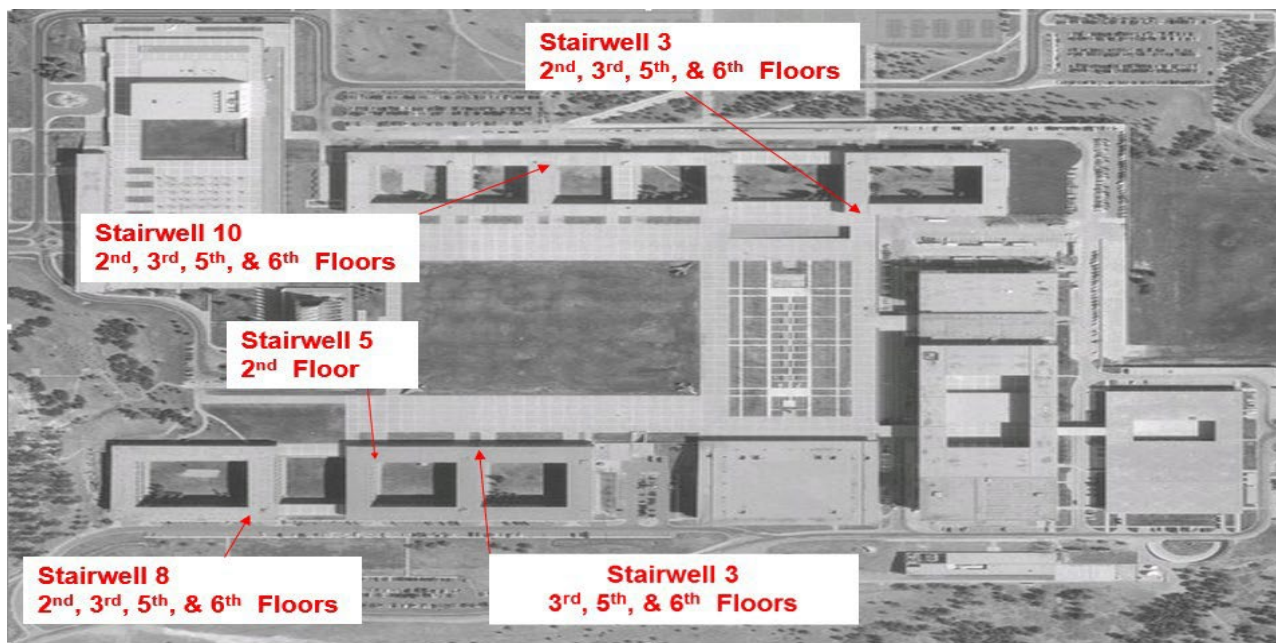 Stairwell 3
2nd, 3rd, 5th, & 6th Floors
Stairwell 10
2nd, 3rd, 5th, & 6th Floors
Stairwell 5
2nd Floor
Stairwell 8
2nd, 3rd, 5th, & 6th Floors
Stairwell 3
3rd, 5th, & 6th Floors